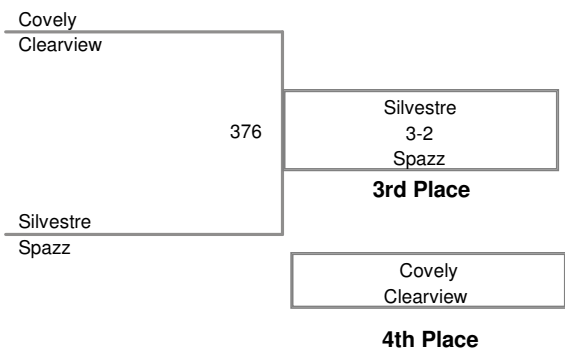 Covely
Clearview
376
Silvestre
3-2
Spazz
3rd Place
Silvestre
Spazz
Covely
Clearview
4th Place